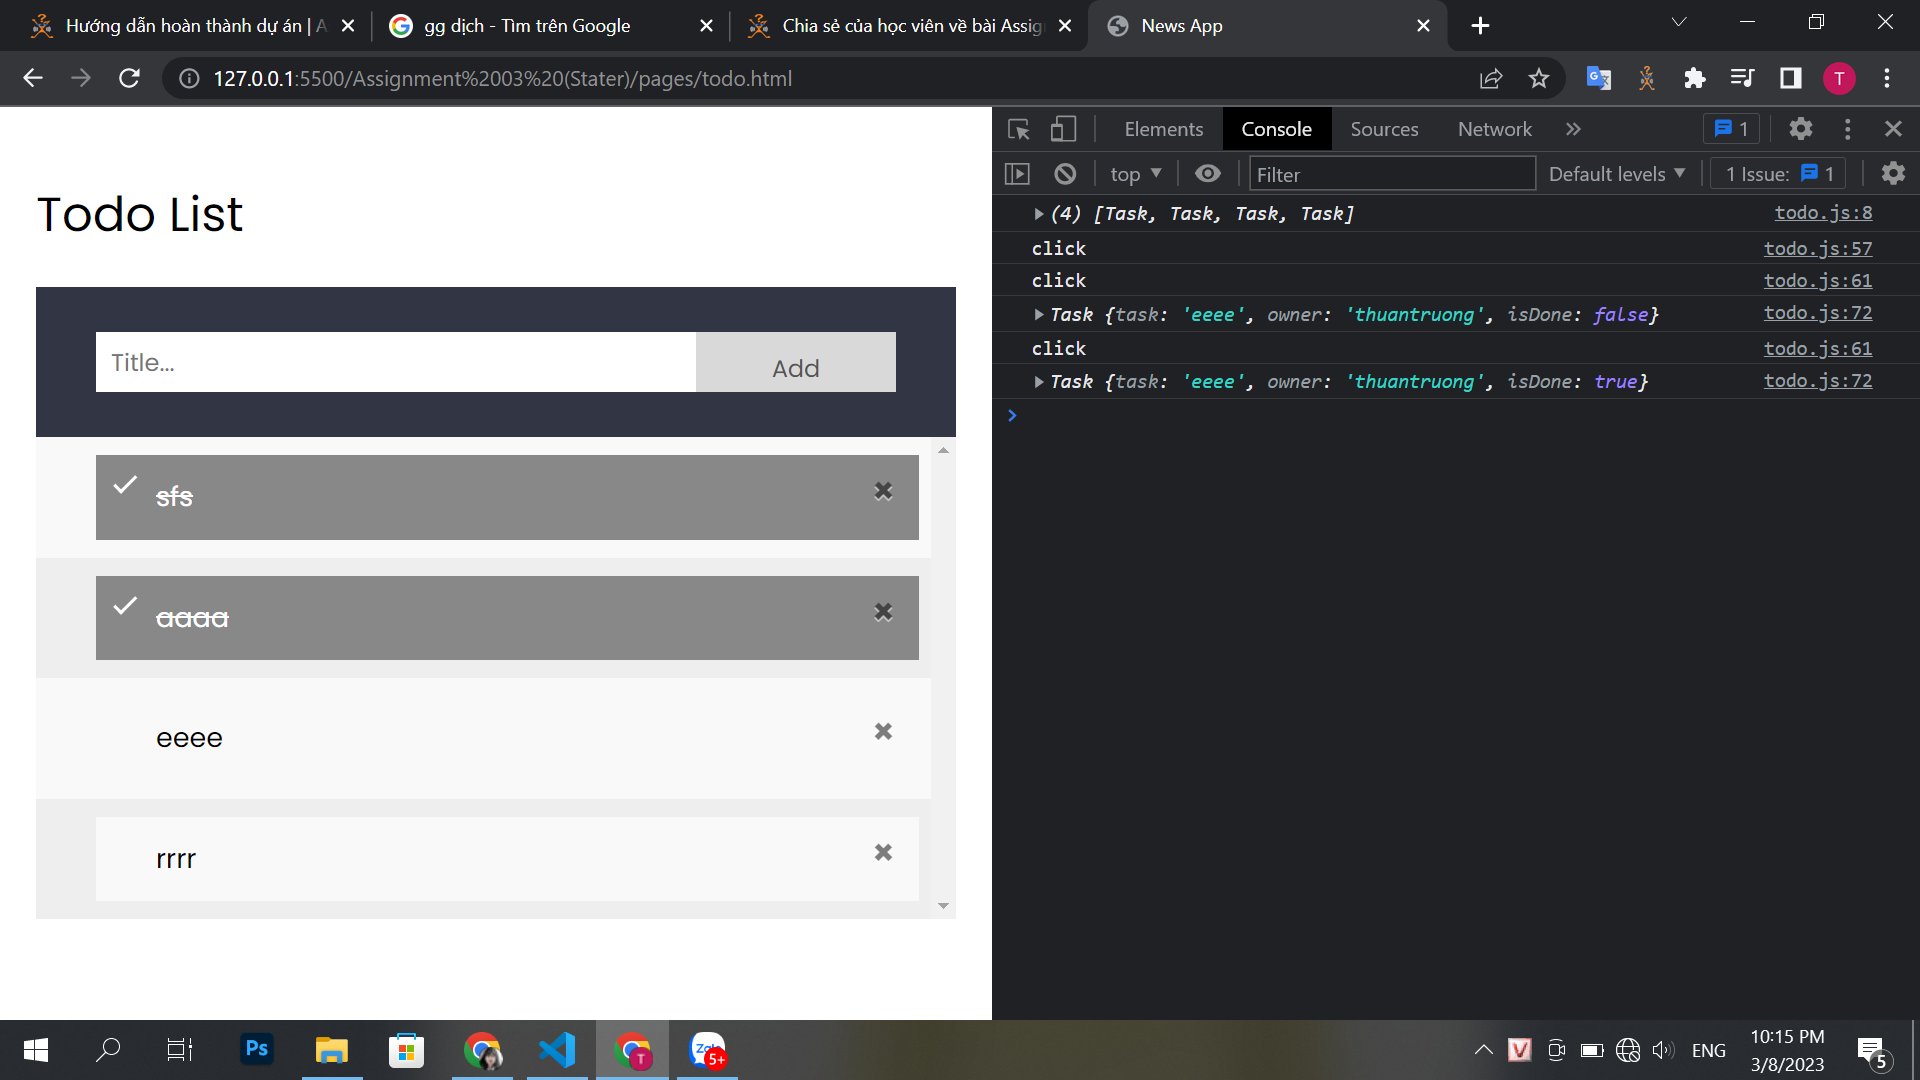 Hướng dẫn hoàn thành dự án | A
gg dịch - Tìm trên Google
Chia sẻ của học viên về bài Assig
News App
127.0.0.1:5500/Assignment%2003%20(Stater)/pages/todo.html
T
Elements
Console
Sources
Network
1
top
Filter
Default levels
1 Issue:
1
Todo List
Title...
Add
sfs
aaaa
eeee
rrrr
(4) [Task, Task, Task, Task]
todo.js:8
click
todo.js:57
click
todo.js:61
Task {task: 'eeee', owner: 'thuantruong', isDone: false}
todo.js:72
click
todo.js:61
Task {task: 'eeee', owner: 'thuantruong', isDone: true}
todo.js:72
Ps
T
5+
V
ENG
10:15 PM
3/8/2023
5